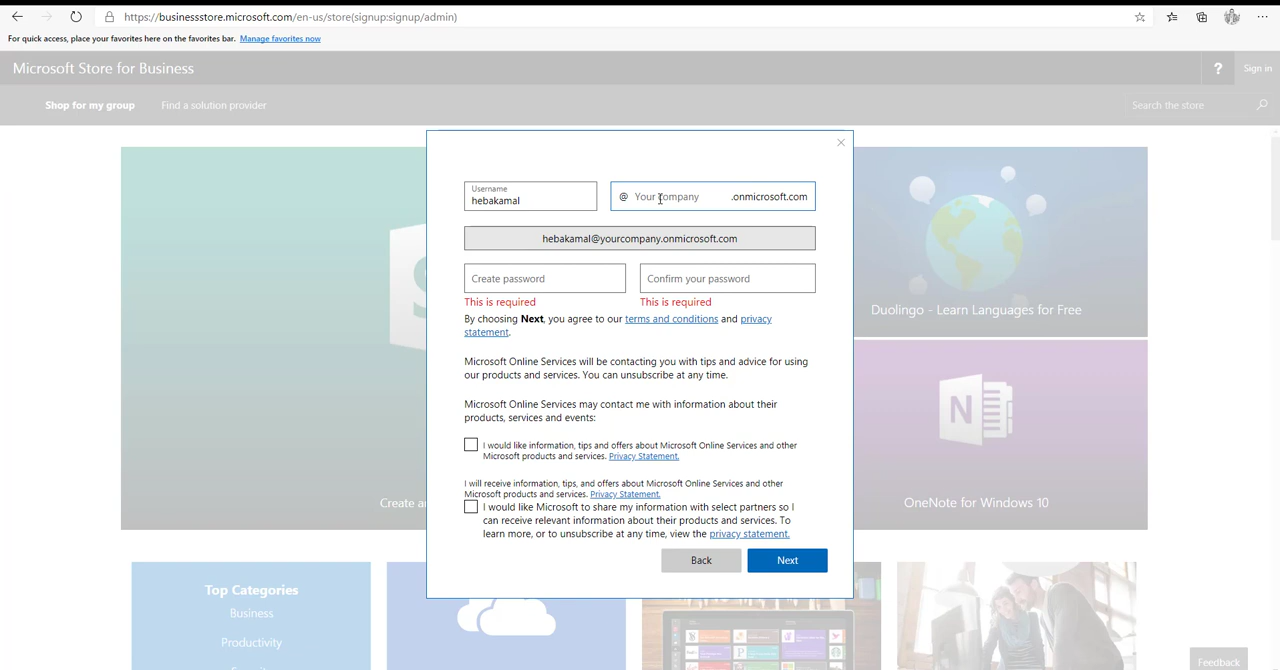 https://businessstore.microsoft.com/en-us/store(signup:signup/admin)
For quick access, place your favorites here on the favorites bar. Manage favorites now
Microsoft Store for Business
?
Sign in
Shop for my group
Find a solution provider
Search the store
Username
hebakamal
@ Your company .onmicrosoft.com
hebakamal@yourcompany.onmicrosoft.com
Create password
Confirm your password
This is required
This is required
By choosing Next, you agree to our terms and conditions and privacy
statement.
Microsoft Online Services will be contacting you with tips and advice for using
our products and services. You can unsubscribe at any time.
Microsoft Online Services may contact me with information about their
products, services and events:
I would like information, tips and offers about Microsoft Online Services and other
Microsoft products and services. Privacy Statement.
I will receive information, tips, and offers about Microsoft Online Services and other
Microsoft products and services. Privacy Statement.
I would like Microsoft to share my information with select partners so I
can receive relevant information about their products and services. To
learn more, or to unsubscribe at any time, view the privacy statement.
Back
Next
Duolingo - Learn Languages for Free
N
OneNote for Windows 10
Create an
Top Categories
Business
Productivity
Feedback